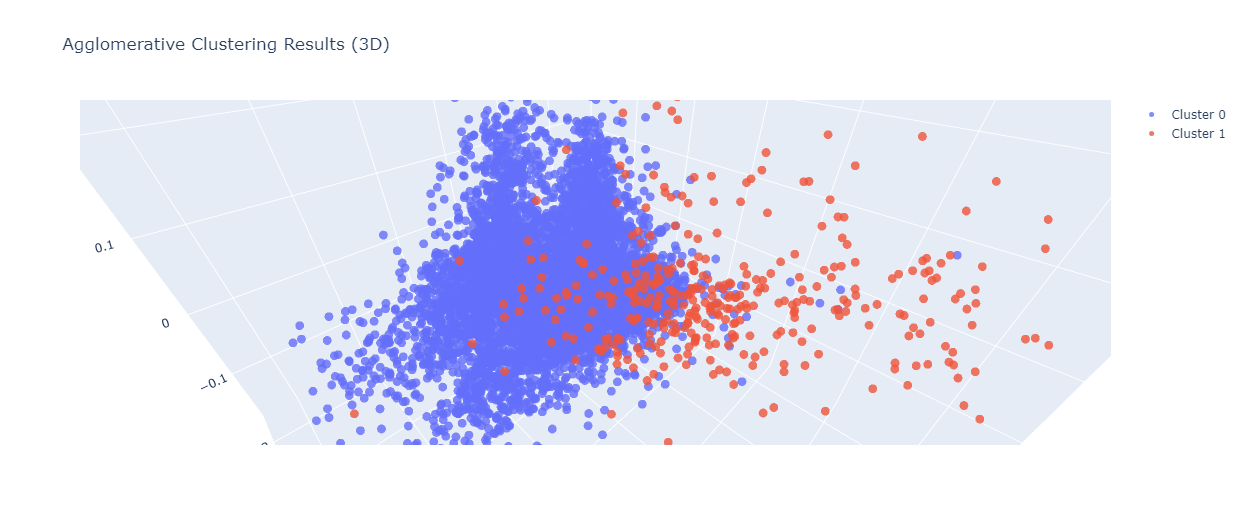 Agglomerative Clustering Results (3D)
Cluster 0
Cluster 1
0.1
0
−0.1